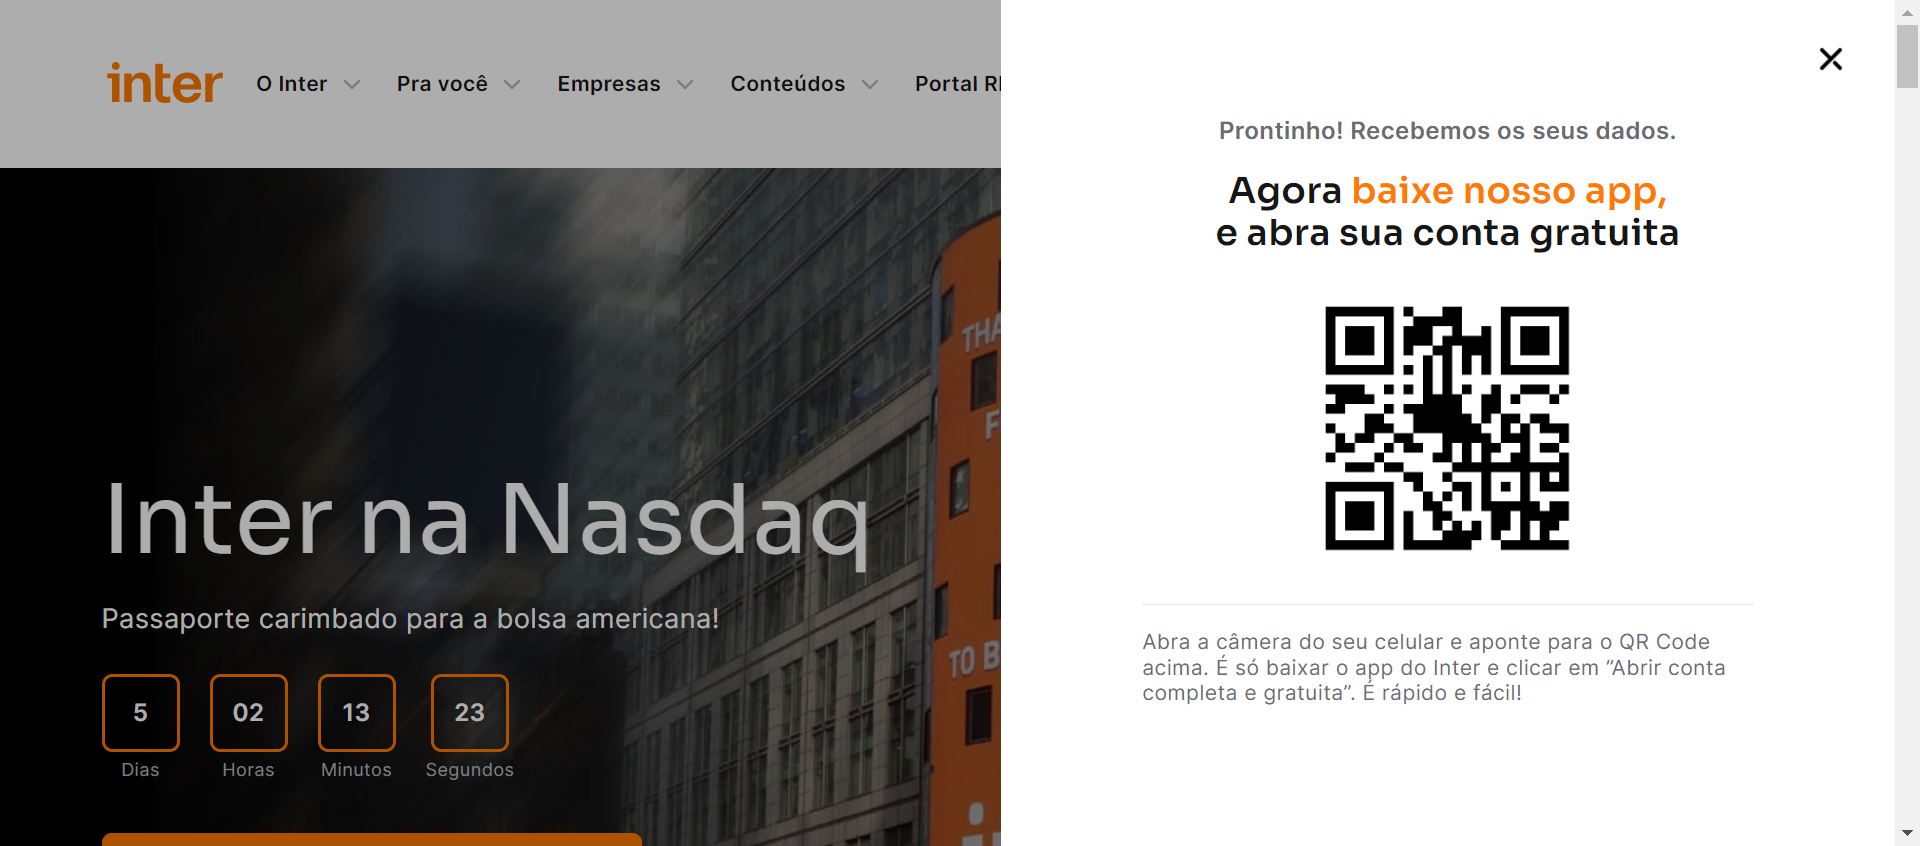 inter
O Inter
Pra você
Empresas
Conteúdos
Portal RI
Inter na Nasdaq
Passaporte carimbado para a bolsa americana!
5
02
13
23
Dias
Horas
Minutos
Segundos
TO B
Prontinho! Recebemos os seus dados.
Agora baixe nosso app,
e abra sua conta gratuita
Abra a câmera do seu celular e aponte para o QR Code
acima. É só baixar o app do Inter e clicar em ”Abrir conta
completa e gratuita”. É rápido e fácil!